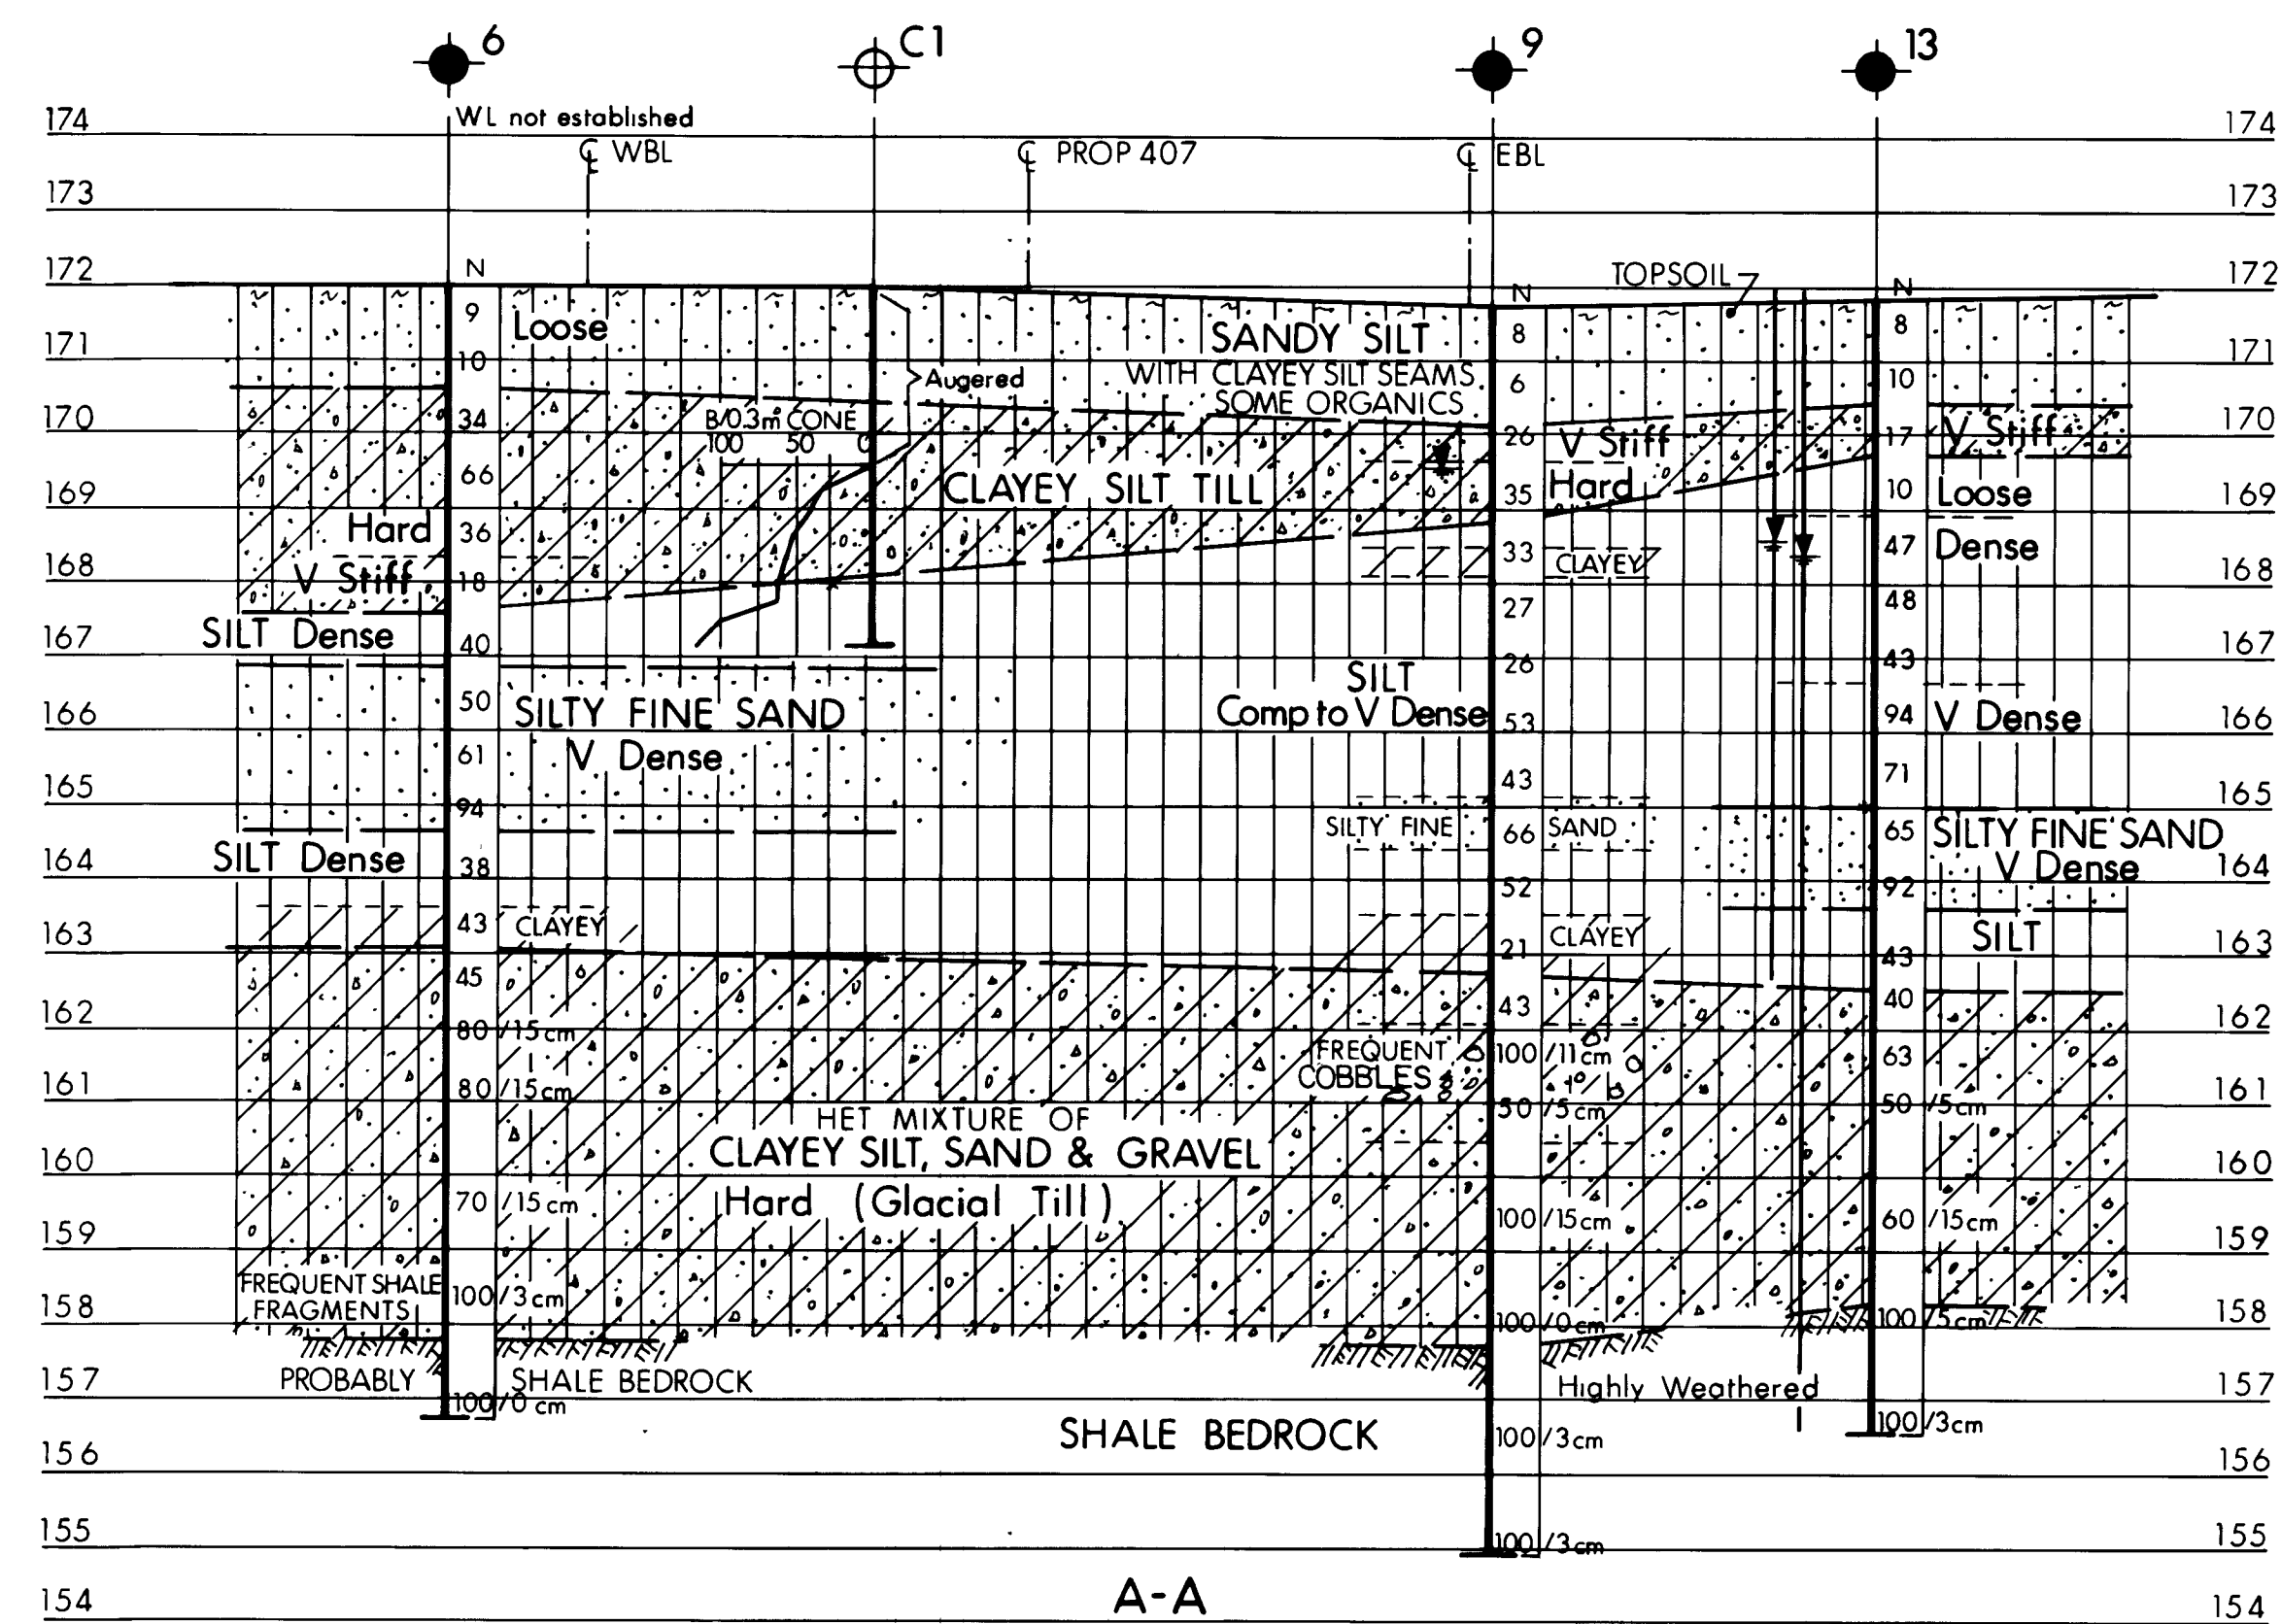 6
C1
9
13
174 WL not established 174
℄ WBL
℄ PROP 407
℄ EBL
173 173
172 N TOPSOIL N N 172
9 Loose SANDY SILT 8 8
171 10 WITH CLAYEY SILT SEAMS 171
Augered SOME ORGANICS 6 10
170 34 B/0.3m CONE 26 V Stiff 17 V Stiff 170
100 50 0
66 CLAYEY SILT TILL 35 Hard 10 Loose
169 169
Hard 36 33 CLAYEY 47 Dense
168 V Stiff 18 168
27 48
SILT Dense
167 40 26 43 167
50 SILTY FINE SAND SILT
166 Comp to V Dense 53 94 V Dense 166
61 V Dense 43 71
165 94 165
SILTY FINE 66 SAND 65 SILTY FINE SAND
SILT Dense
164 38 52 92 V Dense 164
43 CLAYEY CLAYEY SILT
163 21 43 163
45 43 40
162 80/15cm 162
FREQUENT 100/11cm 63
COBBLES
161 80/15cm 50/5cm 50/5cm 161
HET MIXTURE OF
CLAYEY SILT, SAND & GRAVEL
160 160
70/15cm Hard (Glacial Till) 100/15cm 60/15cm
159 159
FREQUENT SHALE
FRAGMENTS 100/3cm
158 100/0cm 100/5cm 158
PROBABLY SHALE BEDROCK Highly Weathered
157 100/0 cm 157
SHALE BEDROCK 100/3cm 100/3cm
156 156
155 100/3cm 155
A-A
154 154